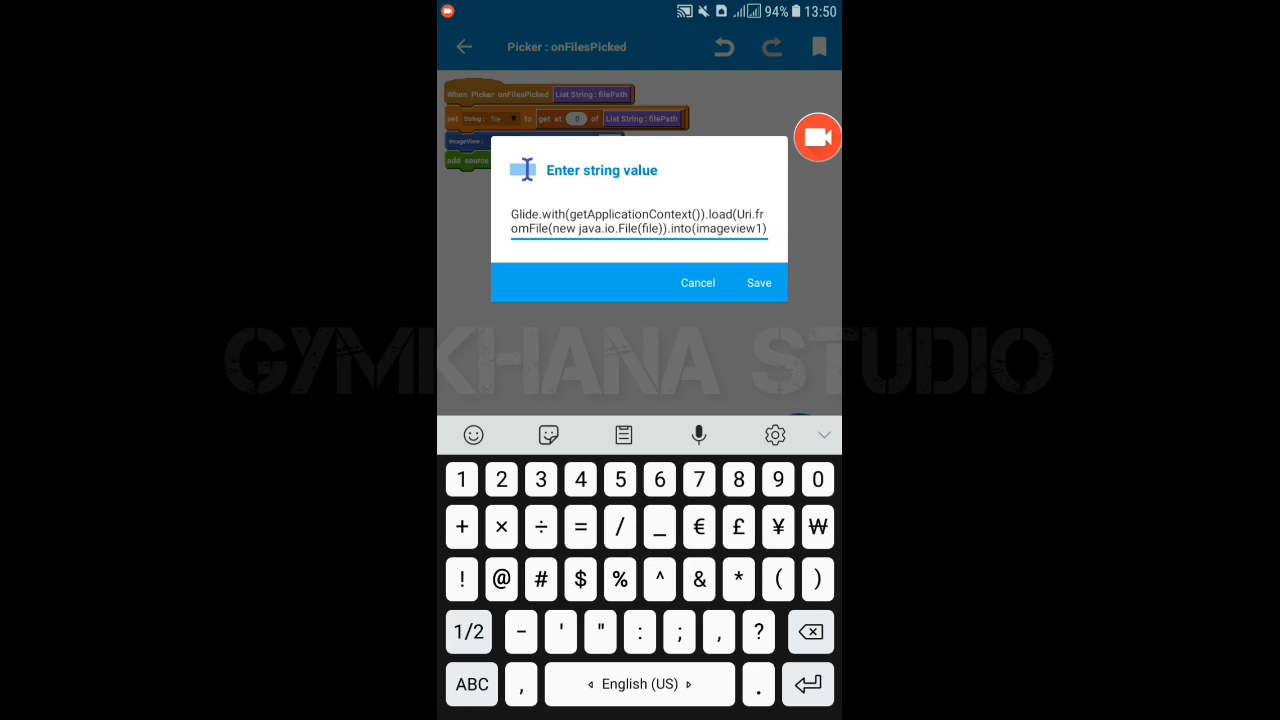 94% 13:50
Picker : onFilesPicked
When Picker onFilesPicked List String : filePath
set String : file to get at 0 of List String : filePath
ImageView :
add source
Enter string value
Glide.with(getApplicationContext()).load(Uri.fr
omFile(new java.io.File(file)).into(imageview1)
Cancel Save
GYMKHANA STUDIO
1 2 3 4 5 6 7 8 9 0
+ × ÷ = / _ € £ ¥ ₩
! @ # $ % ^ & * ( )
1/2 - ' " : ; , ?
ABC , English (US) .